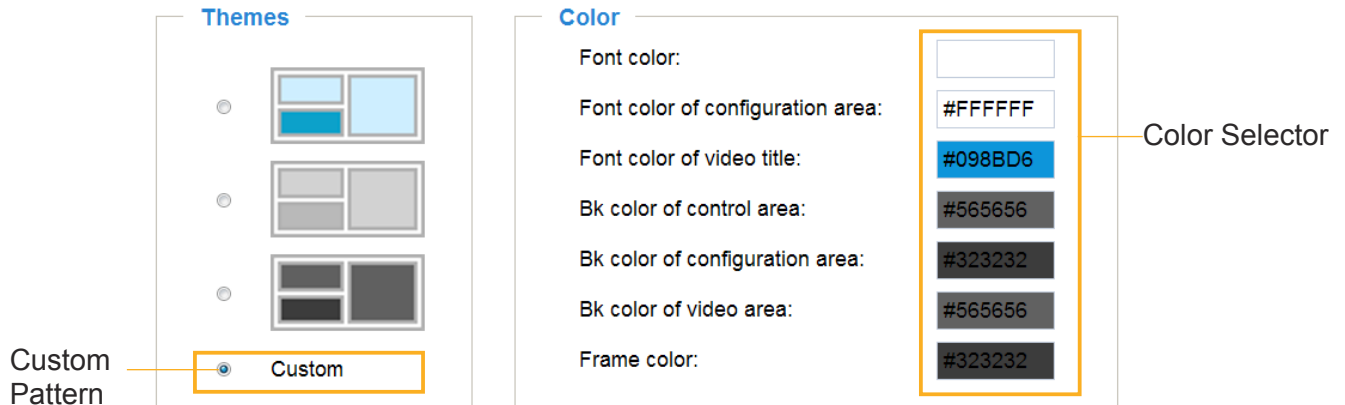 Themes
Custom
Custom
Pattern
Color
Font color:
Font color of configuration area:
#FFFFFF
Font color of video title:
#098BD6
Bk color of control area:
#565656
Bk color of configuration area:
#323232
Bk color of video area:
#565656
Frame color:
#323232
Color Selector